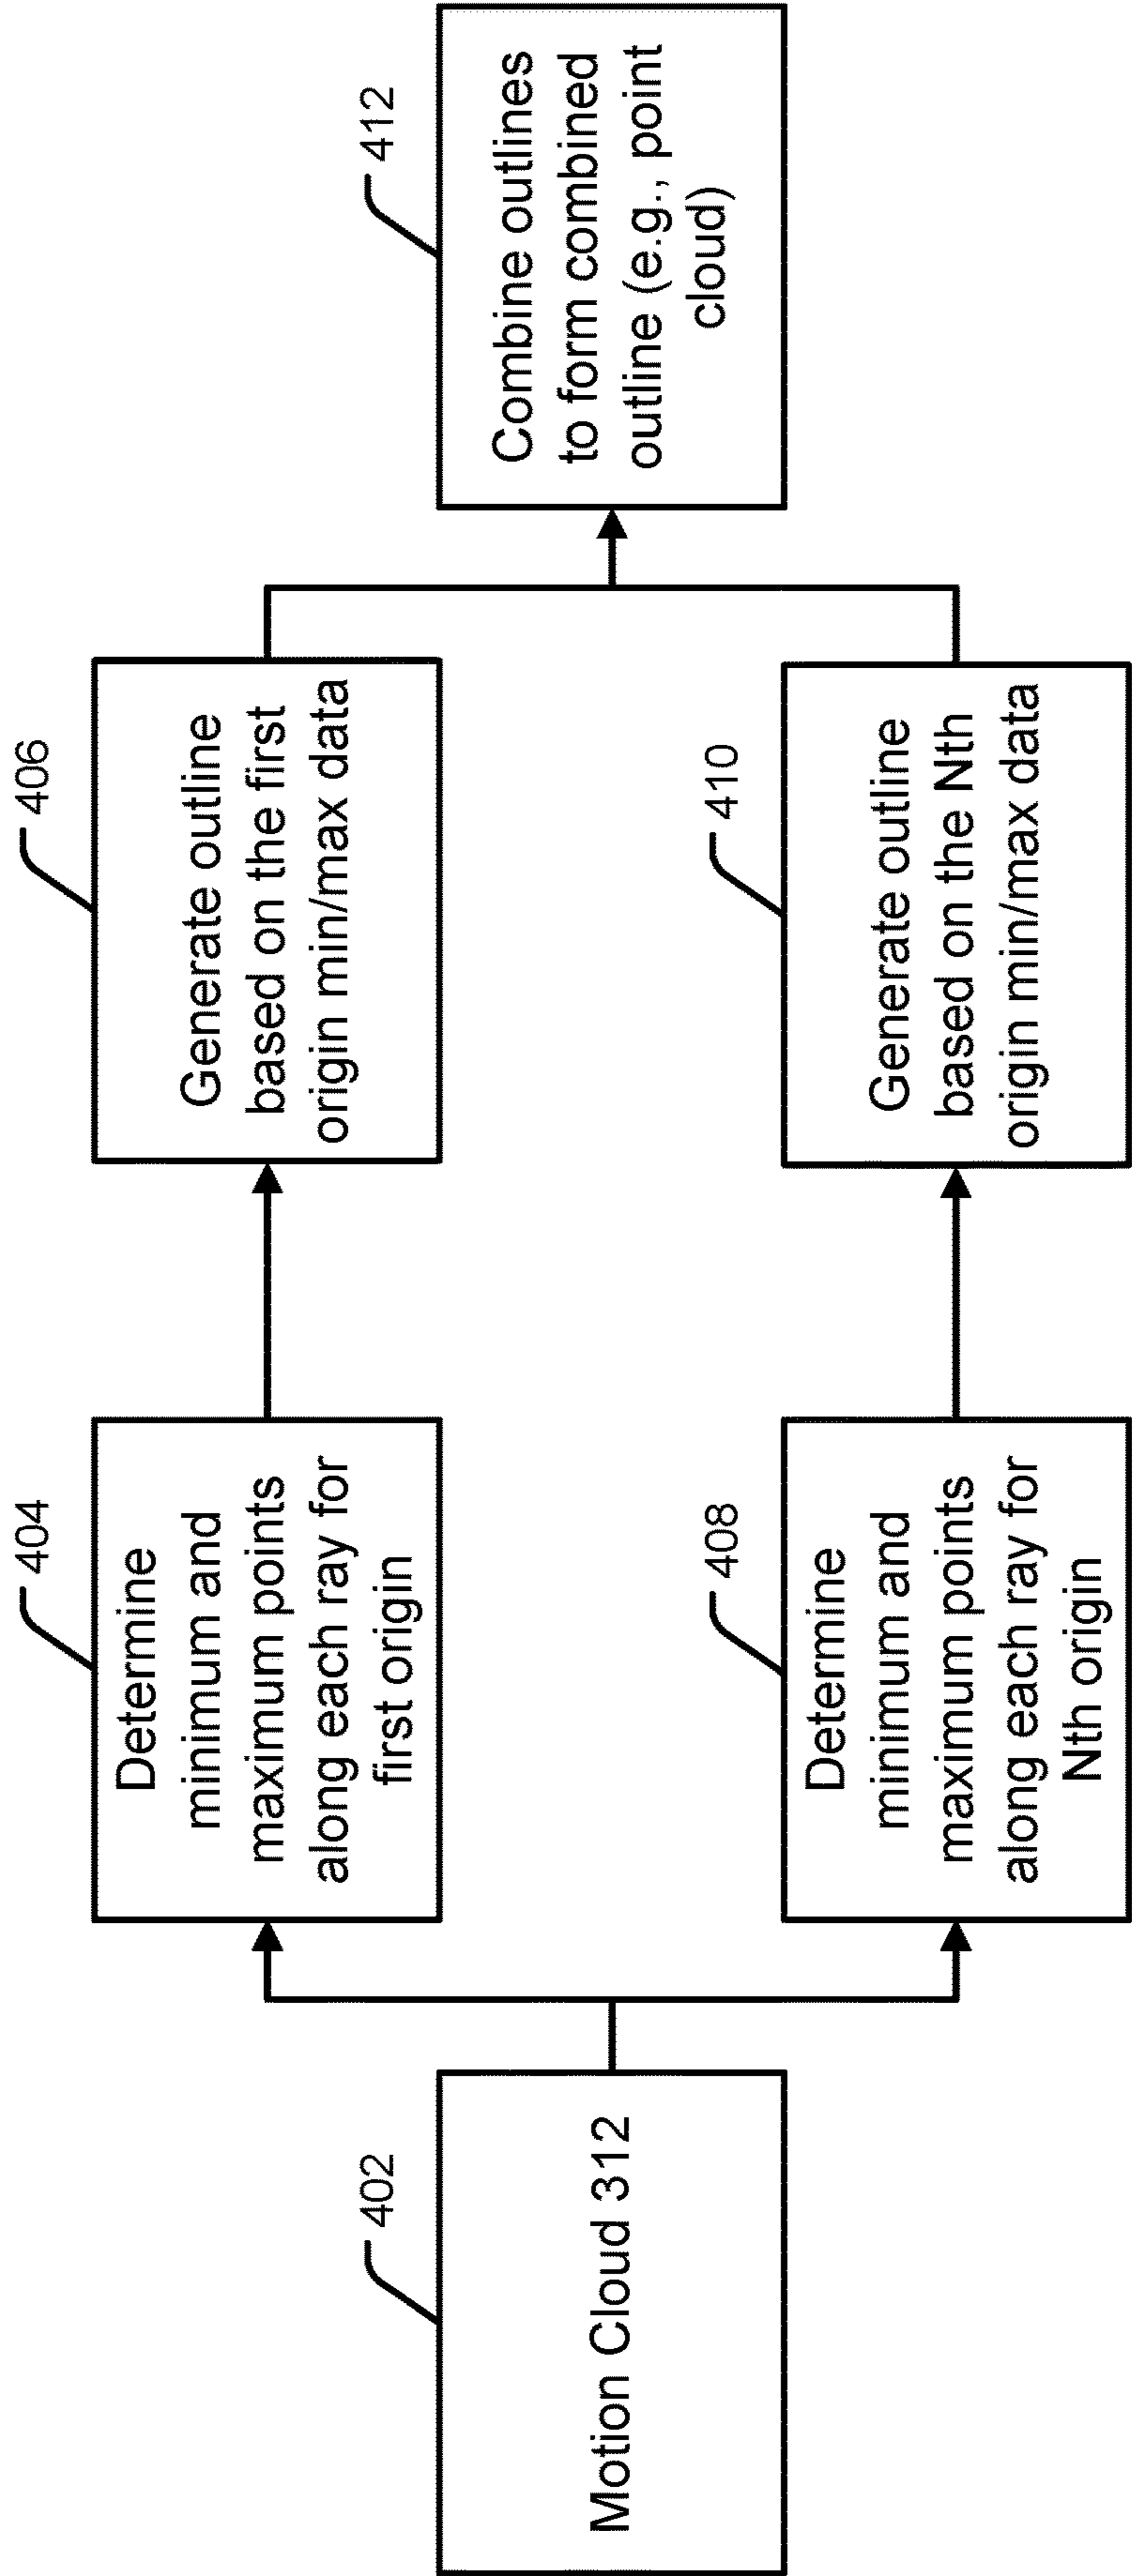 402
Motion Cloud 312
404
Determine
minimum and
maximum points
along each ray for
first origin
406
Generate outline
based on the first
origin min/max data
408
Determine
minimum and
maximum points
along each ray for
Nth origin
410
Generate outline
based on the Nth
origin min/max data
412
Combine outlines
to form combined
outline (e.g., point
cloud)